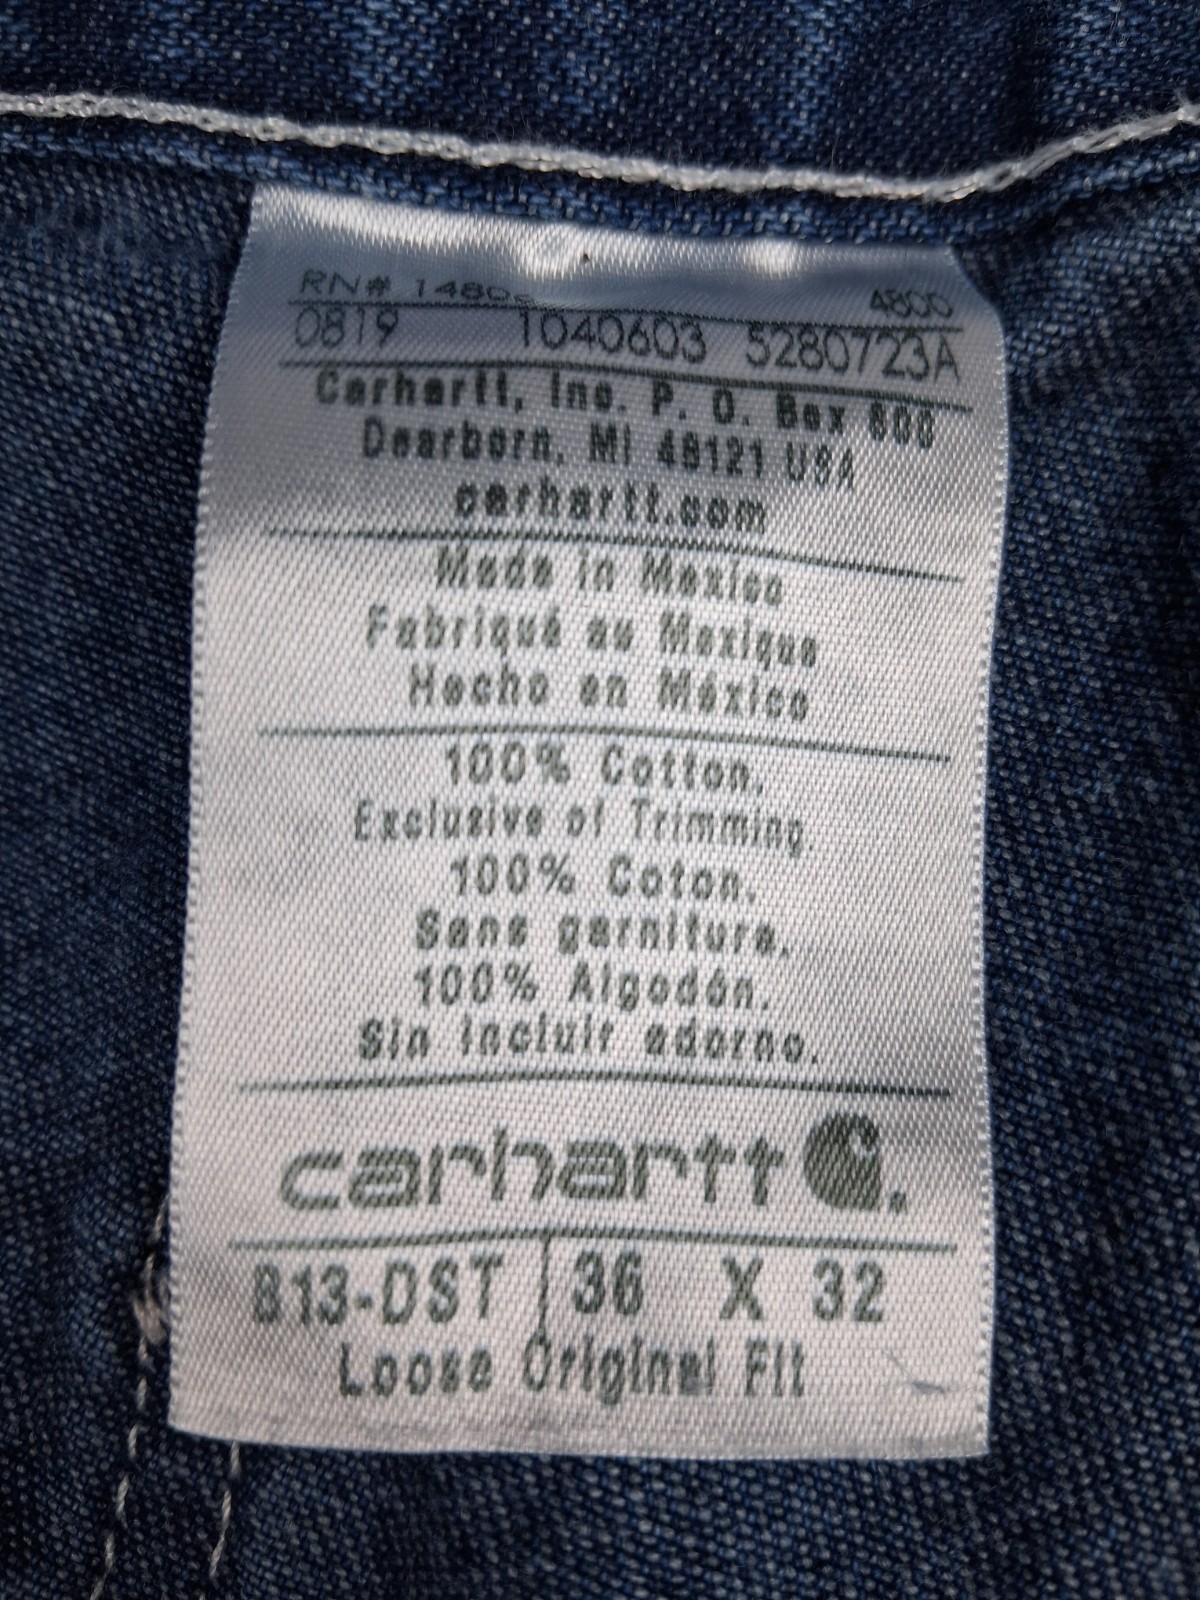 RN# 4800
0819 1040603 5280723A
Carhartt, Inc. P. O. Box 600
Dearborn, MI 48121 USA
carhartt.com
Made in Mexico
Fabriqué au Mexique
Hecho en México
100% Cotton,
Exclusive of Trimming
100% Coton.
Sans garniture.
100% Algodón.
Sin incluir adorno.
carhartt
813-DST 36 X 32
Loose Original Fit